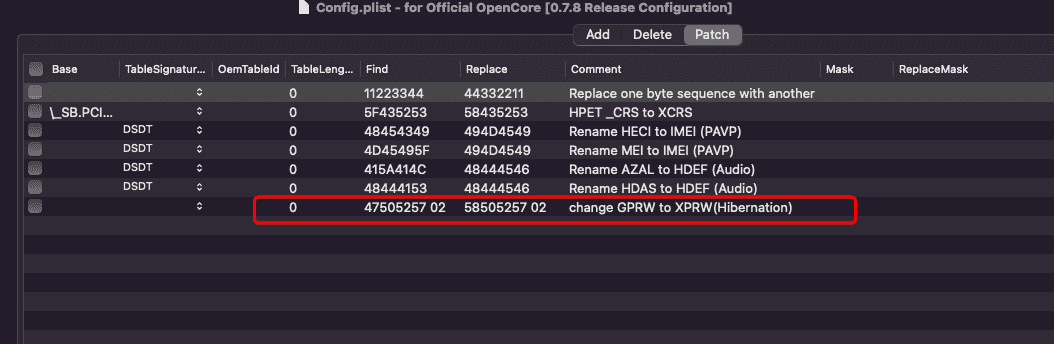 Config.plist - for Official OpenCore [0.7.8 Release Configuration]
Add Delete Patch
Base TableSignatur... OemTableId TableLeng... Find Replace Comment Mask ReplaceMask
0 11223344 44332211 Replace one byte sequence with another
\_SB.PCI... 0 5F435253 58435253 HPET _CRS to XCRS
DSDT 0 48454349 494D4549 Rename HECI to IMEI (PAVP)
DSDT 0 4D45495F 494D4549 Rename MEI to IMEI (PAVP)
DSDT 0 415A414C 48444546 Rename AZAL to HDEF (Audio)
DSDT 0 48444153 48444546 Rename HDAS to HDEF (Audio)
0 47505257 02 58505257 02 change GPRW to XPRW(Hibernation)